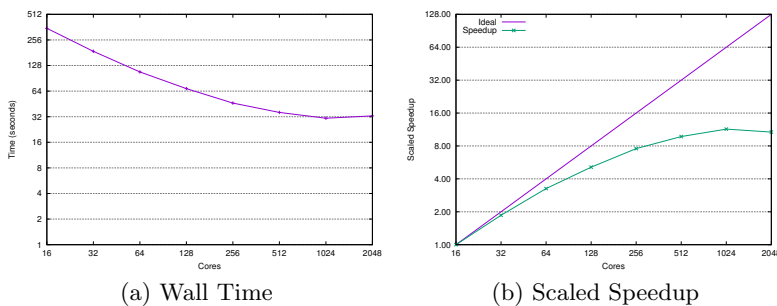 512
256
128
64
32
16
8
4
2
1
Time (seconds)
16 32 64 128 256 512 1024 2048
Cores
(a) Wall Time
128.00
64.00
32.00
16.00
8.00
4.00
2.00
1.00
Scaled Speedup
Ideal
Speedup
16 32 64 128 256 512 1024 2048
Cores
(b) Scaled Speedup